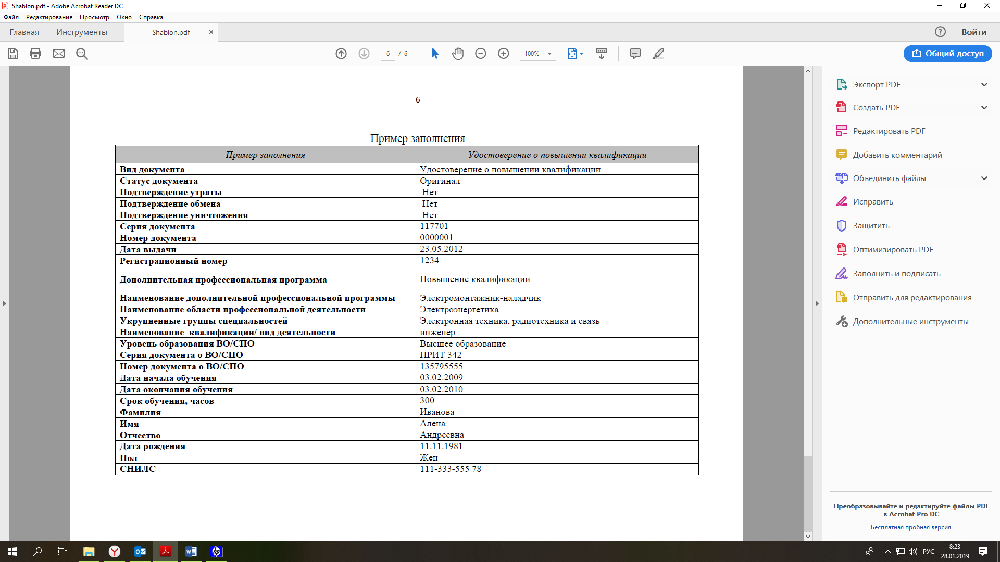 Shablon.pdf - Adobe Acrobat Reader DC
Файл Редактирование Просмотр Окно Справка
Главная Инструменты Shablon.pdf × ? Войти
6 / 6 100% Общий доступ
6
Пример заполнения
Пример заполнения Удостоверение о повышении квалификации
Вид документа Удостоверение о повышении квалификации
Статус документа Оригинал
Подтверждение утраты Нет
Подтверждение обмена Нет
Подтверждение уничтожения Нет
Серия документа 117701
Номер документа 0000001
Дата выдачи 23.05.2012
Регистрационный номер 1234
Дополнительная профессиональная программа Повышение квалификации
Наименование дополнительной профессиональной программы Электромонтажник-наладчик
Наименование области профессиональной деятельности Электроэнергетика
Укрупненные группы специальностей Электронная техника, радиотехника и связь
Наименование квалификации/ вид деятельности инженер
Уровень образования ВО/СПО Высшее образование
Серия документа о ВО/СПО ПРИТ 342
Номер документа о ВО/СПО 135795555
Дата начала обучения 03.02.2009
Дата окончания обучения 03.02.2010
Срок обучения, часов 300
Фамилия Иванова
Имя Алена
Отчество Андреевна
Дата рождения 11.11.1981
Пол Жен
СНИЛС 111-333-555 78
Экспорт PDF
Создать PDF
Редактировать PDF
Добавить комментарий
Объединить файлы
Исправить
Защитить
Оптимизировать PDF
Заполнить и подписать
Отправить для редактирования
Дополнительные инструменты
Преобразовывайте и редактируйте файлы PDF
в Acrobat Pro DC
Бесплатная пробная версия
РУС 8:23
28.01.2019